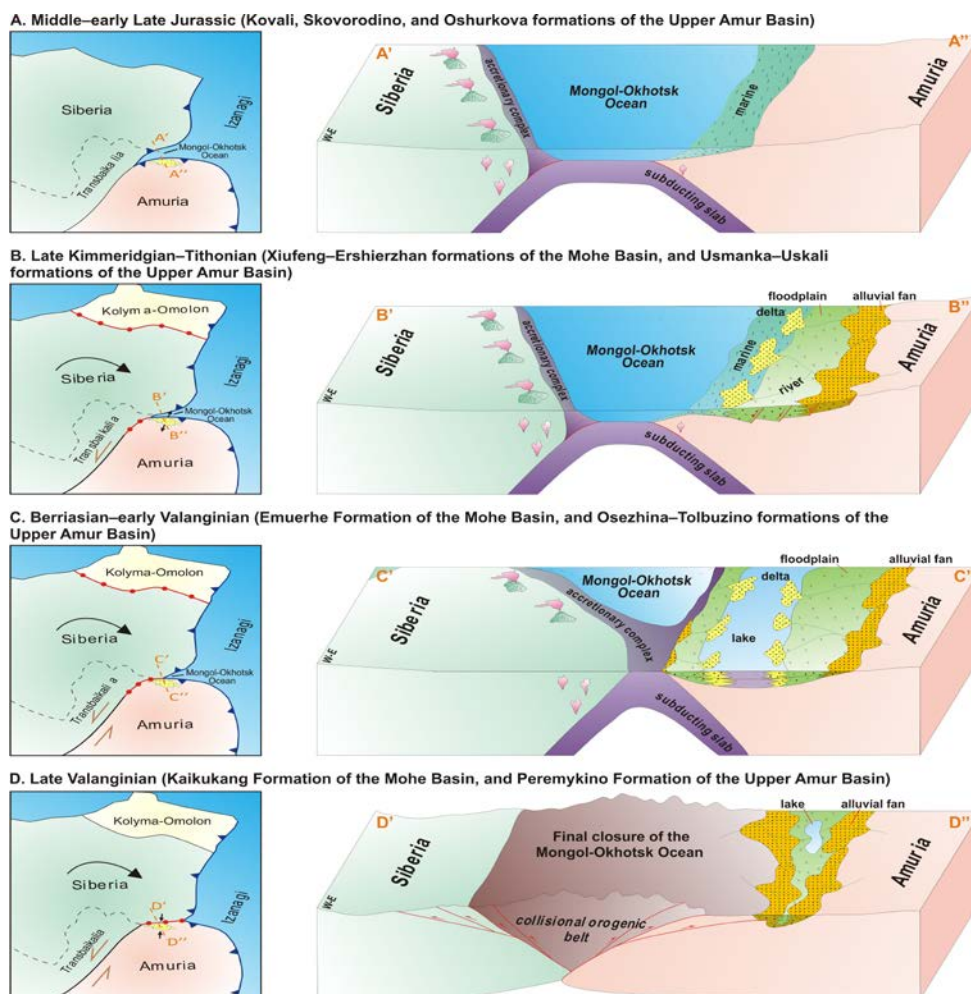 A. Middle–early Late Jurassic (Kovali, Skovorodino, and Oshurkova formations of the Upper Amur Basin)
Siberia
Izanagi
A'
Mongol-Okhotsk
Ocean
Transbaikalia
A''
Amuria
A'
Siberia
accretionary complex
Mongol-Okhotsk
Ocean
marine
A''
Amuria
W-E
subducting slab
B. Late Kimmeridgian–Tithonian (Xiufeng–Ershierzhan formations of the Mohe Basin, and Usmanka–Uskali
formations of the Upper Amur Basin)
Kolyma-Omolon
Siberia
Izanagi
B'
Mongol-Okhotsk
Ocean
Transbaikalia
B''
Amuria
floodplain
alluvial fan
B'
Siberia
accretionary complex
Mongol-Okhotsk
Ocean
marine
delta
river
B''
Amuria
W-E
subducting slab
C. Berriasian–early Valanginian (Emuerhe Formation of the Mohe Basin, and Osezhina–Tolbuzino formations of the
Upper Amur Basin)
Kolyma-Omolon
Siberia
Izanagi
C'
Mongol-Okhotsk
Ocean
Transbaikalia
C''
Amuria
floodplain
alluvial fan
C'
Siberia
accretionary complex
Mongol-Okhotsk
Ocean
delta
lake
C''
Amuria
W-E
subducting slab
D. Late Valanginian (Kaikukang Formation of the Mohe Basin, and Peremykino Formation of the Upper Amur Basin)
Kolyma-Omolon
Siberia
Izanagi
D'
Transbaikalia
D''
Amuria
lake
alluvial fan
D'
Siberia
Final closure of the
Mongol-Okhotsk Ocean
D''
Amuria
W-E
collisional orogenic
belt